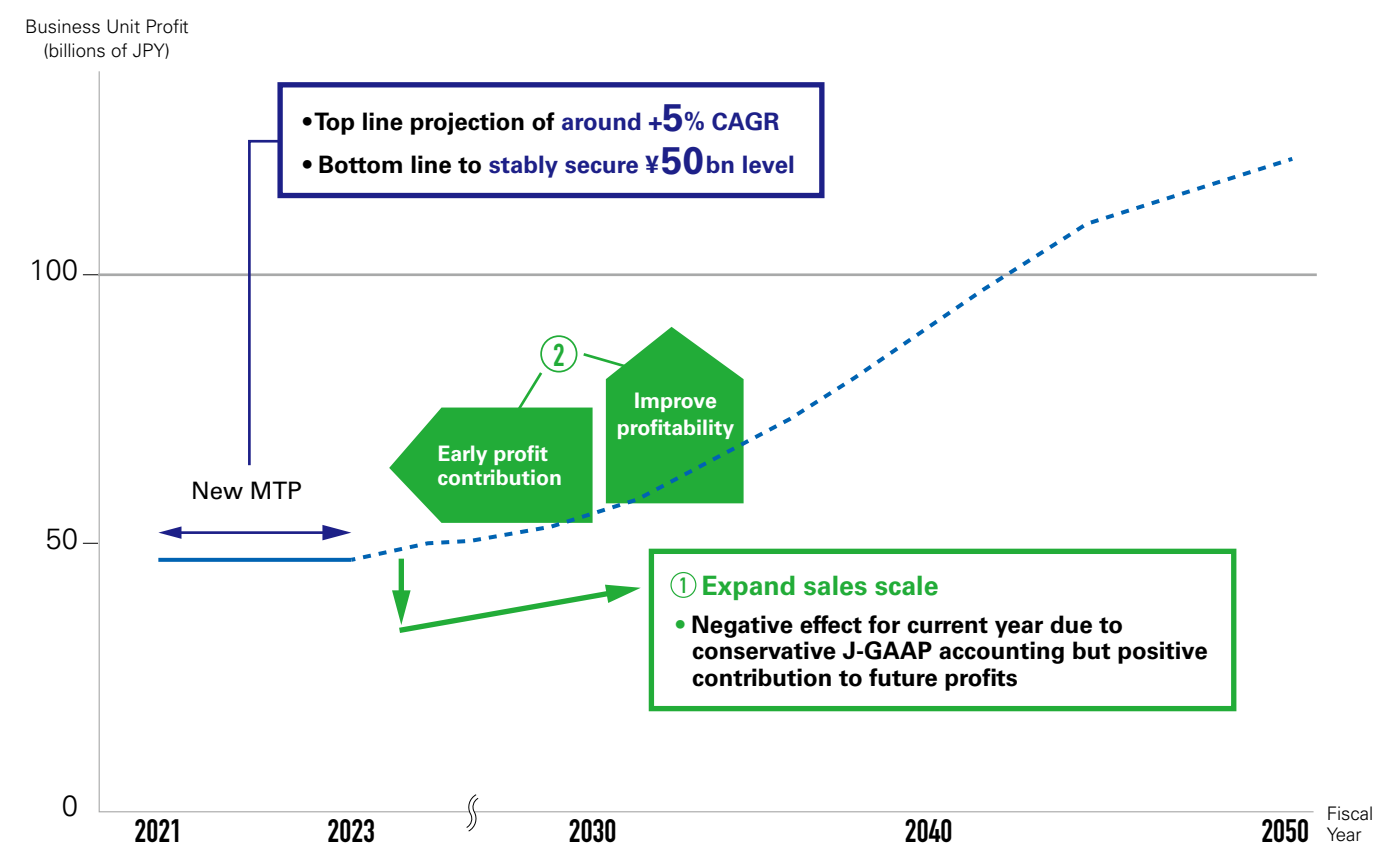 Business Unit Profit
(billions of JPY)
•Top line projection of around +5% CAGR
• Bottom line to stably secure ¥50bn level
100
②
Improve
profitability
Early profit
contribution
New MTP
50
① Expand sales scale
• Negative effect for current year due to
conservative J-GAAP accounting but positive
contribution to future profits
0
2021 2023 2030 2040 2050
Fiscal
Year